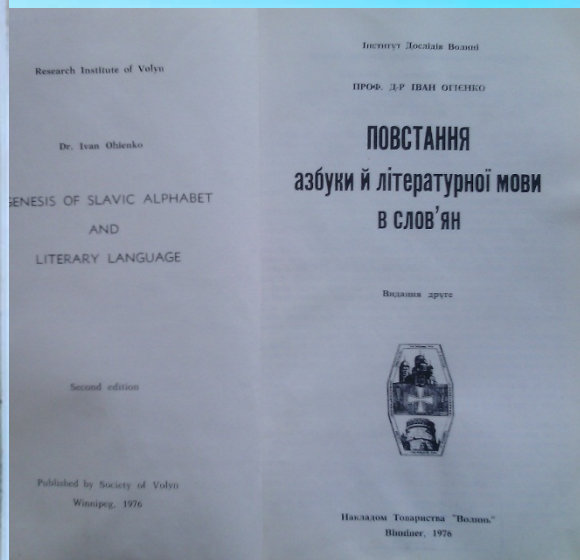 Research Institute of Volyn
Dr. Ivan Ohienko
GENESIS OF SLAVIC ALPHABET
AND
LITERARY LANGUAGE
Second edition
Published by Society of Volyn
Winnipeg, 1976
Інститут Дослідів Волині
ПРОФ. Д-Р ІВАН ОГІЄНКО
ПОВСТАННЯ
азбуки й літературної мови
в слов'ян
Видання друге
Накладом Товариства "Волинь"
Вінніпег, 1976